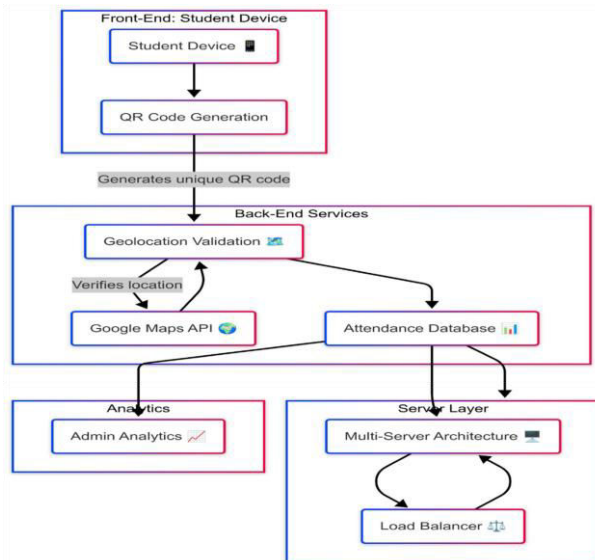 Front-End: Student Device
Student Device 📱
QR Code Generation
Generates unique QR code
Back-End Services
Geolocation Validation 🗺️
Verifies location
Google Maps API 🌍
Attendance Database 📊
Analytics
Admin Analytics 📈
Server Layer
Multi-Server Architecture 🖥️
Load Balancer ⚖️